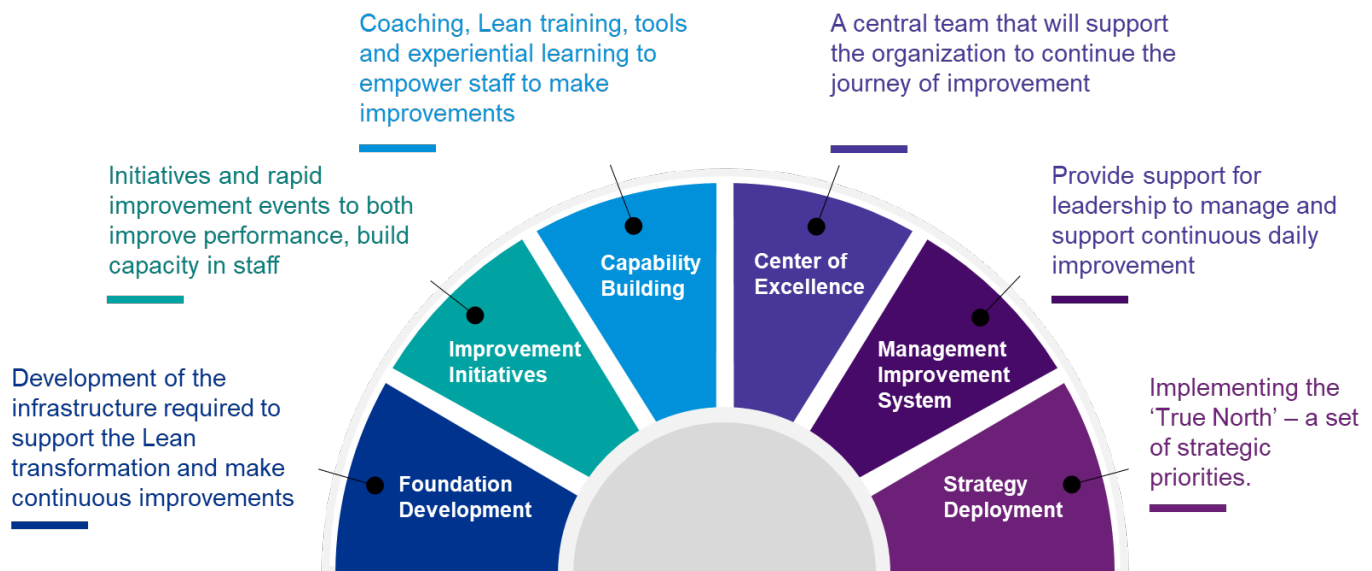 Coaching, Lean training, tools
and experiential learning to
empower staff to make
improvements
A central team that will support
the organization to continue the
journey of improvement
Initiatives and rapid
improvement events to both
improve performance, build
capacity in staff
Provide support for
leadership to manage and
support continuous daily
improvement
Development of the
infrastructure required to
support the Lean
transformation and make
continuous improvements
Implementing the
‘True North’ – a set
of strategic
priorities.
Foundation
Development
Improvement
Initiatives
Capability
Building
Center of
Excellence
Management
Improvement
System
Strategy
Deployment